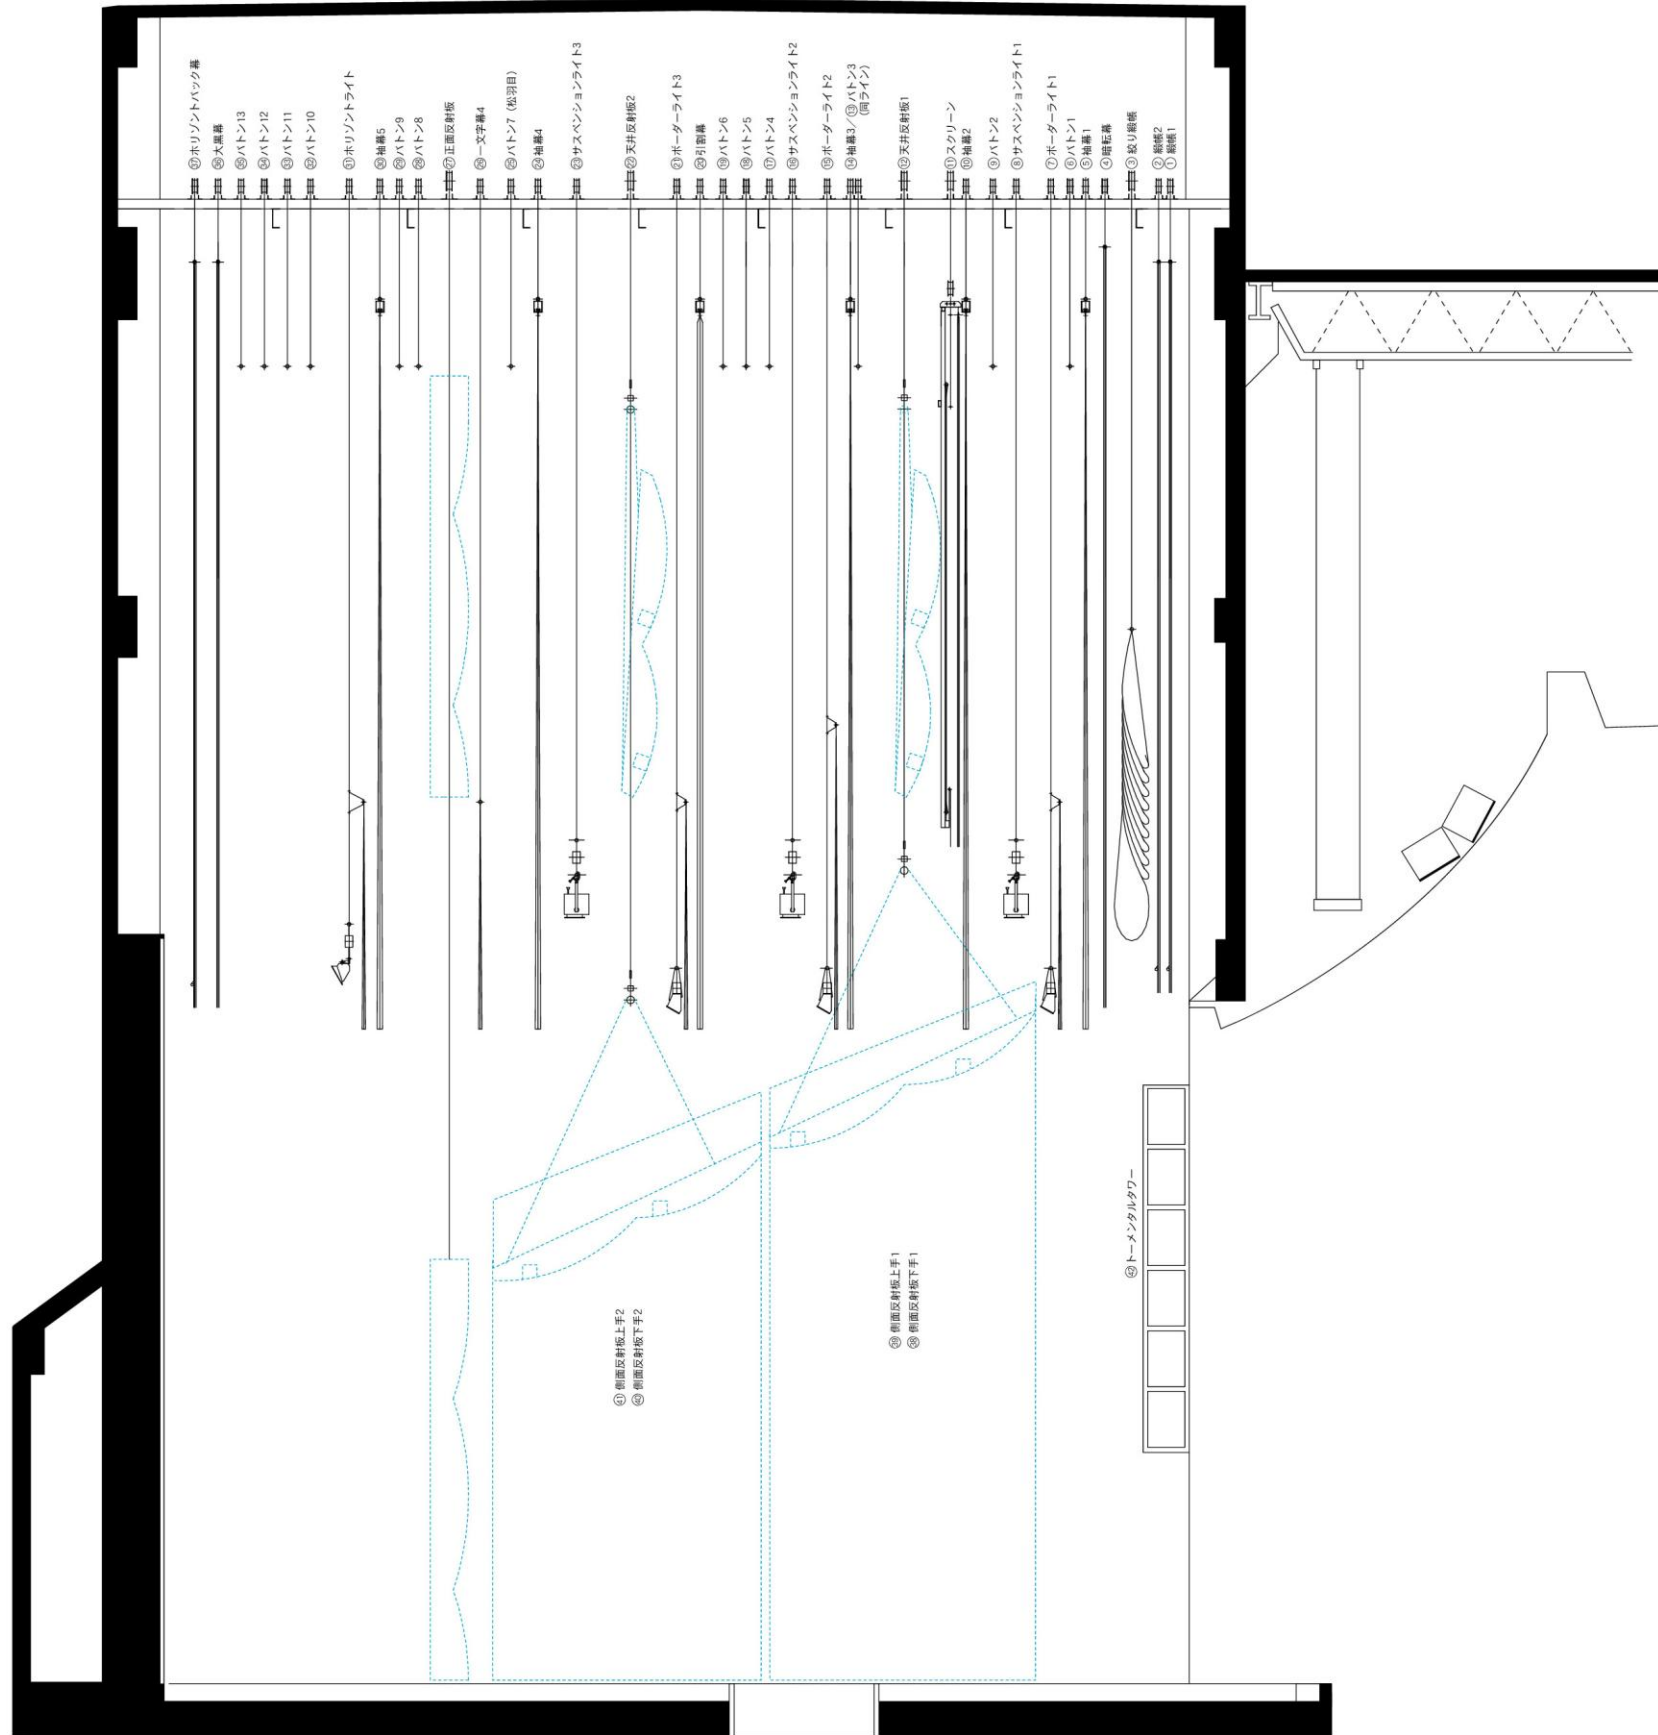 ㊲ホリゾントバック幕
㊱大黒幕
㉟バトン13
㉞バトン12
㉝バトン11
㉜バトン10
㉛ホリゾントライト
㉚袖幕5
㉙バトン9
㉘バトン8
㉗正面反射板
㉖一文字幕4
㉕バトン7（松羽目）
㉔袖幕4
㉓サスペンションライト3
㉒天井反射板2
㉑ボーダーライト3
⑳引割幕
⑲バトン6
⑱バトン5
⑰バトン4
⑯サスペンションライト2
⑮ボーダーライト2
⑭袖幕3／⑬バトン3
(同ライン)
⑫天井反射板1
⑪スクリーン
⑩袖幕2
⑨バトン2
⑧サスペンションライト1
⑦ボーダーライト1
⑥バトン1
⑤袖幕1
④暗転幕
③絞り緞帳
②緞帳2
①緞帳1
㊶側面反射板上手2
㊵側面反射板下手2
㊴側面反射板上手1
㊳側面反射板下手1
㊷トーメンタルタワー